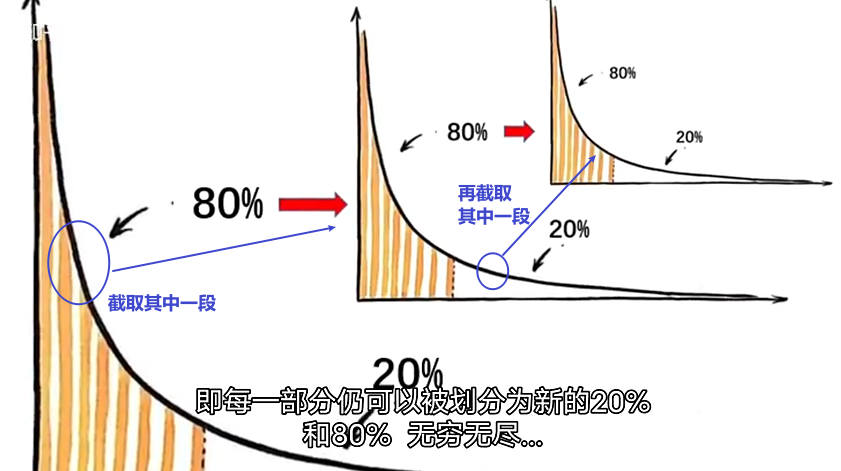 80%
80%
80%
20%
再截取
其中一段
20%
截取其中一段
20%
即每一部分仍可以被划分为新的20%
和80% 无穷无尽...